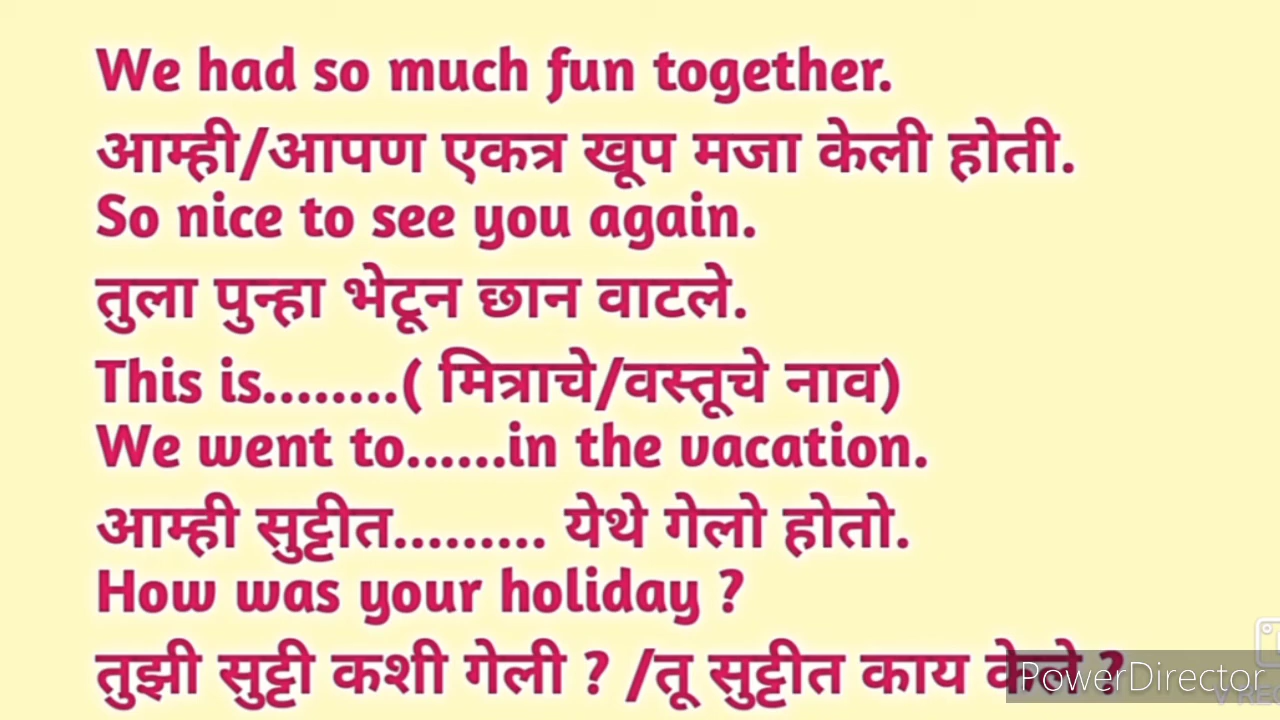 We had so much fun together.
आम्ही/आपण एकत्र खूप मजा केली होती.
So nice to see you again.
तुला पुन्हा भेटून छान वाटले.
This is........( मित्राचे/वस्तूचे नाव)
We went to......in the vacation.
आम्ही सुट्टीत......... येथे गेलो होतो.
How was your holiday ?
तुझी सुट्टी कशी गेली ? /तू सुट्टीत काय केले ?
PowerDirector